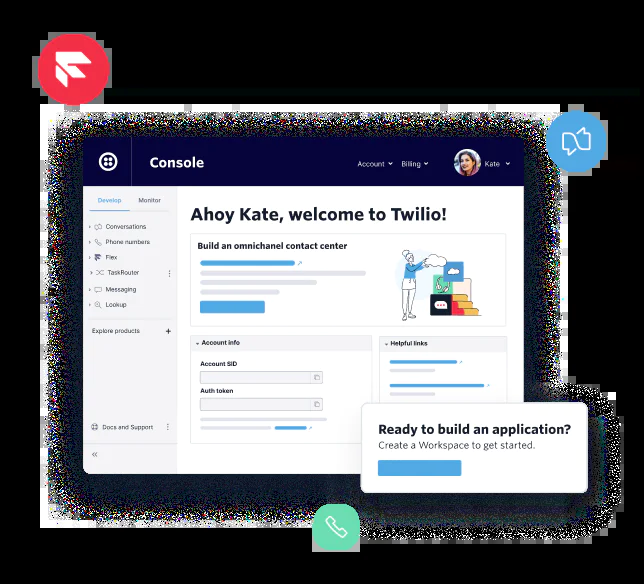 Console
Account
Billing
Kate
Develop
Monitor
Ahoy Kate, welcome to Twilio!
Conversations
Phone numbers
Flex
TaskRouter
Messaging
Lookup
Explore products +
Build an omnichanel contact center
Account info
Helpful links
Account SID
Auth token
Docs and Support
Ready to build an application?
Create a Workspace to get started.